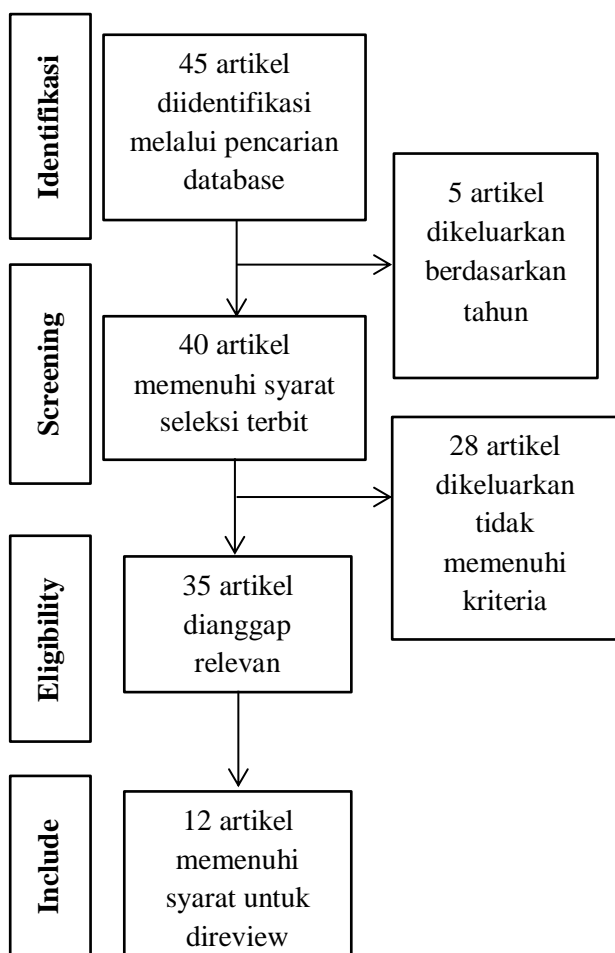 Identifikasi
45 artikel
diidentifikasi
melalui pencarian
database
5 artikel
dikeluarkan
berdasarkan
tahun
Screening
40 artikel
memenuhi syarat
seleksi terbit
28 artikel
dikeluarkan
tidak
memenuhi
kriteria
Eligibility
35 artikel
dianggap
relevan
Include
12 artikel
memenuhi
syarat untuk
direview